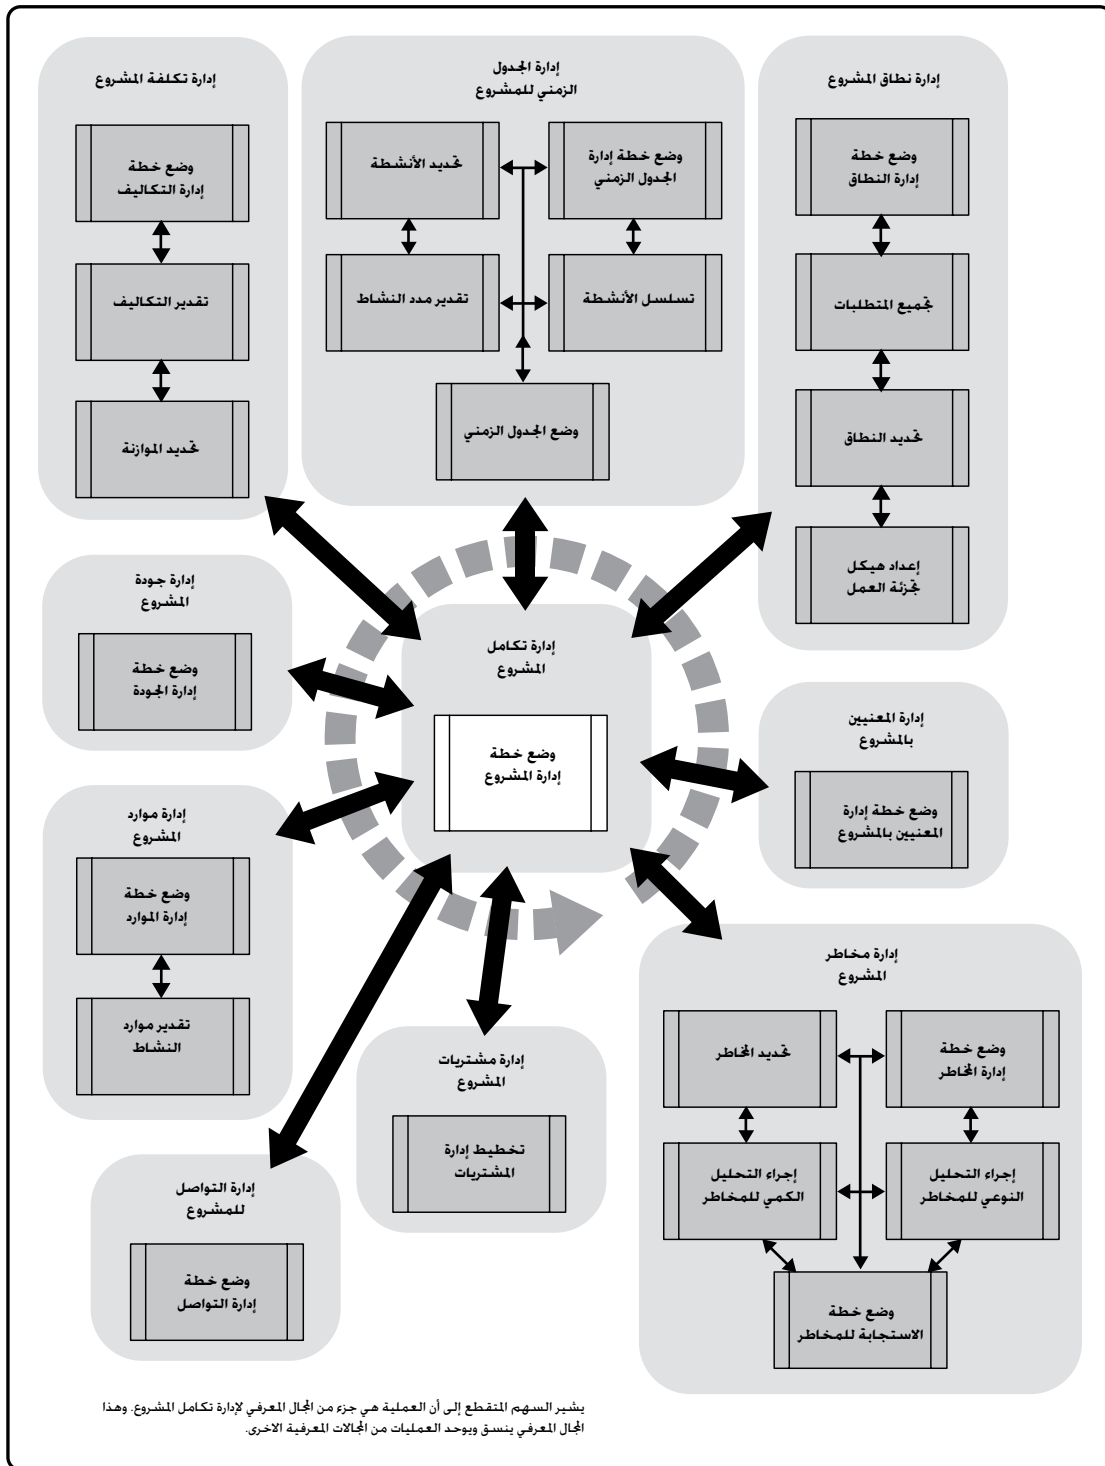 إدارة نطاق المشروع
وضع خطة
إدارة النطاق
تجميع المتطلبات
تحديد النطاق
إعداد هيكل
تجزئة العمل
إدارة الجدول
الزمني للمشروع
وضع خطة إدارة
الجدول الزمني
تحديد الأنشطة
تسلسل الأنشطة
تقدير مدد النشاط
وضع الجدول الزمني
إدارة تكلفة المشروع
وضع خطة
إدارة التكاليف
تقدير التكاليف
تحديد الموازنة
إدارة جودة
المشروع
وضع خطة
إدارة الجودة
إدارة تكامل
المشروع
وضع خطة
إدارة المشروع
إدارة المعنيين
بالمشروع
وضع خطة إدارة
المعنيين بالمشروع
إدارة موارد
المشروع
وضع خطة
إدارة الموارد
تقدير موارد
النشاط
إدارة مخاطر
المشروع
وضع خطة
إدارة المخاطر
تحديد المخاطر
إجراء التحليل
النوعي للمخاطر
إجراء التحليل
الكمي للمخاطر
وضع خطة
الاستجابة للمخاطر
إدارة مشتريات
المشروع
تخطيط إدارة
المشتريات
إدارة التواصل
للمشروع
وضع خطة
إدارة التواصل
يشير السهم المتقطع إلى أن العملية هي جزء من المجال المعرفي لإدارة تكامل المشروع. وهذا
المجال المعرفي ينسق ويوحد العمليات من المجالات المعرفية الاخرى.